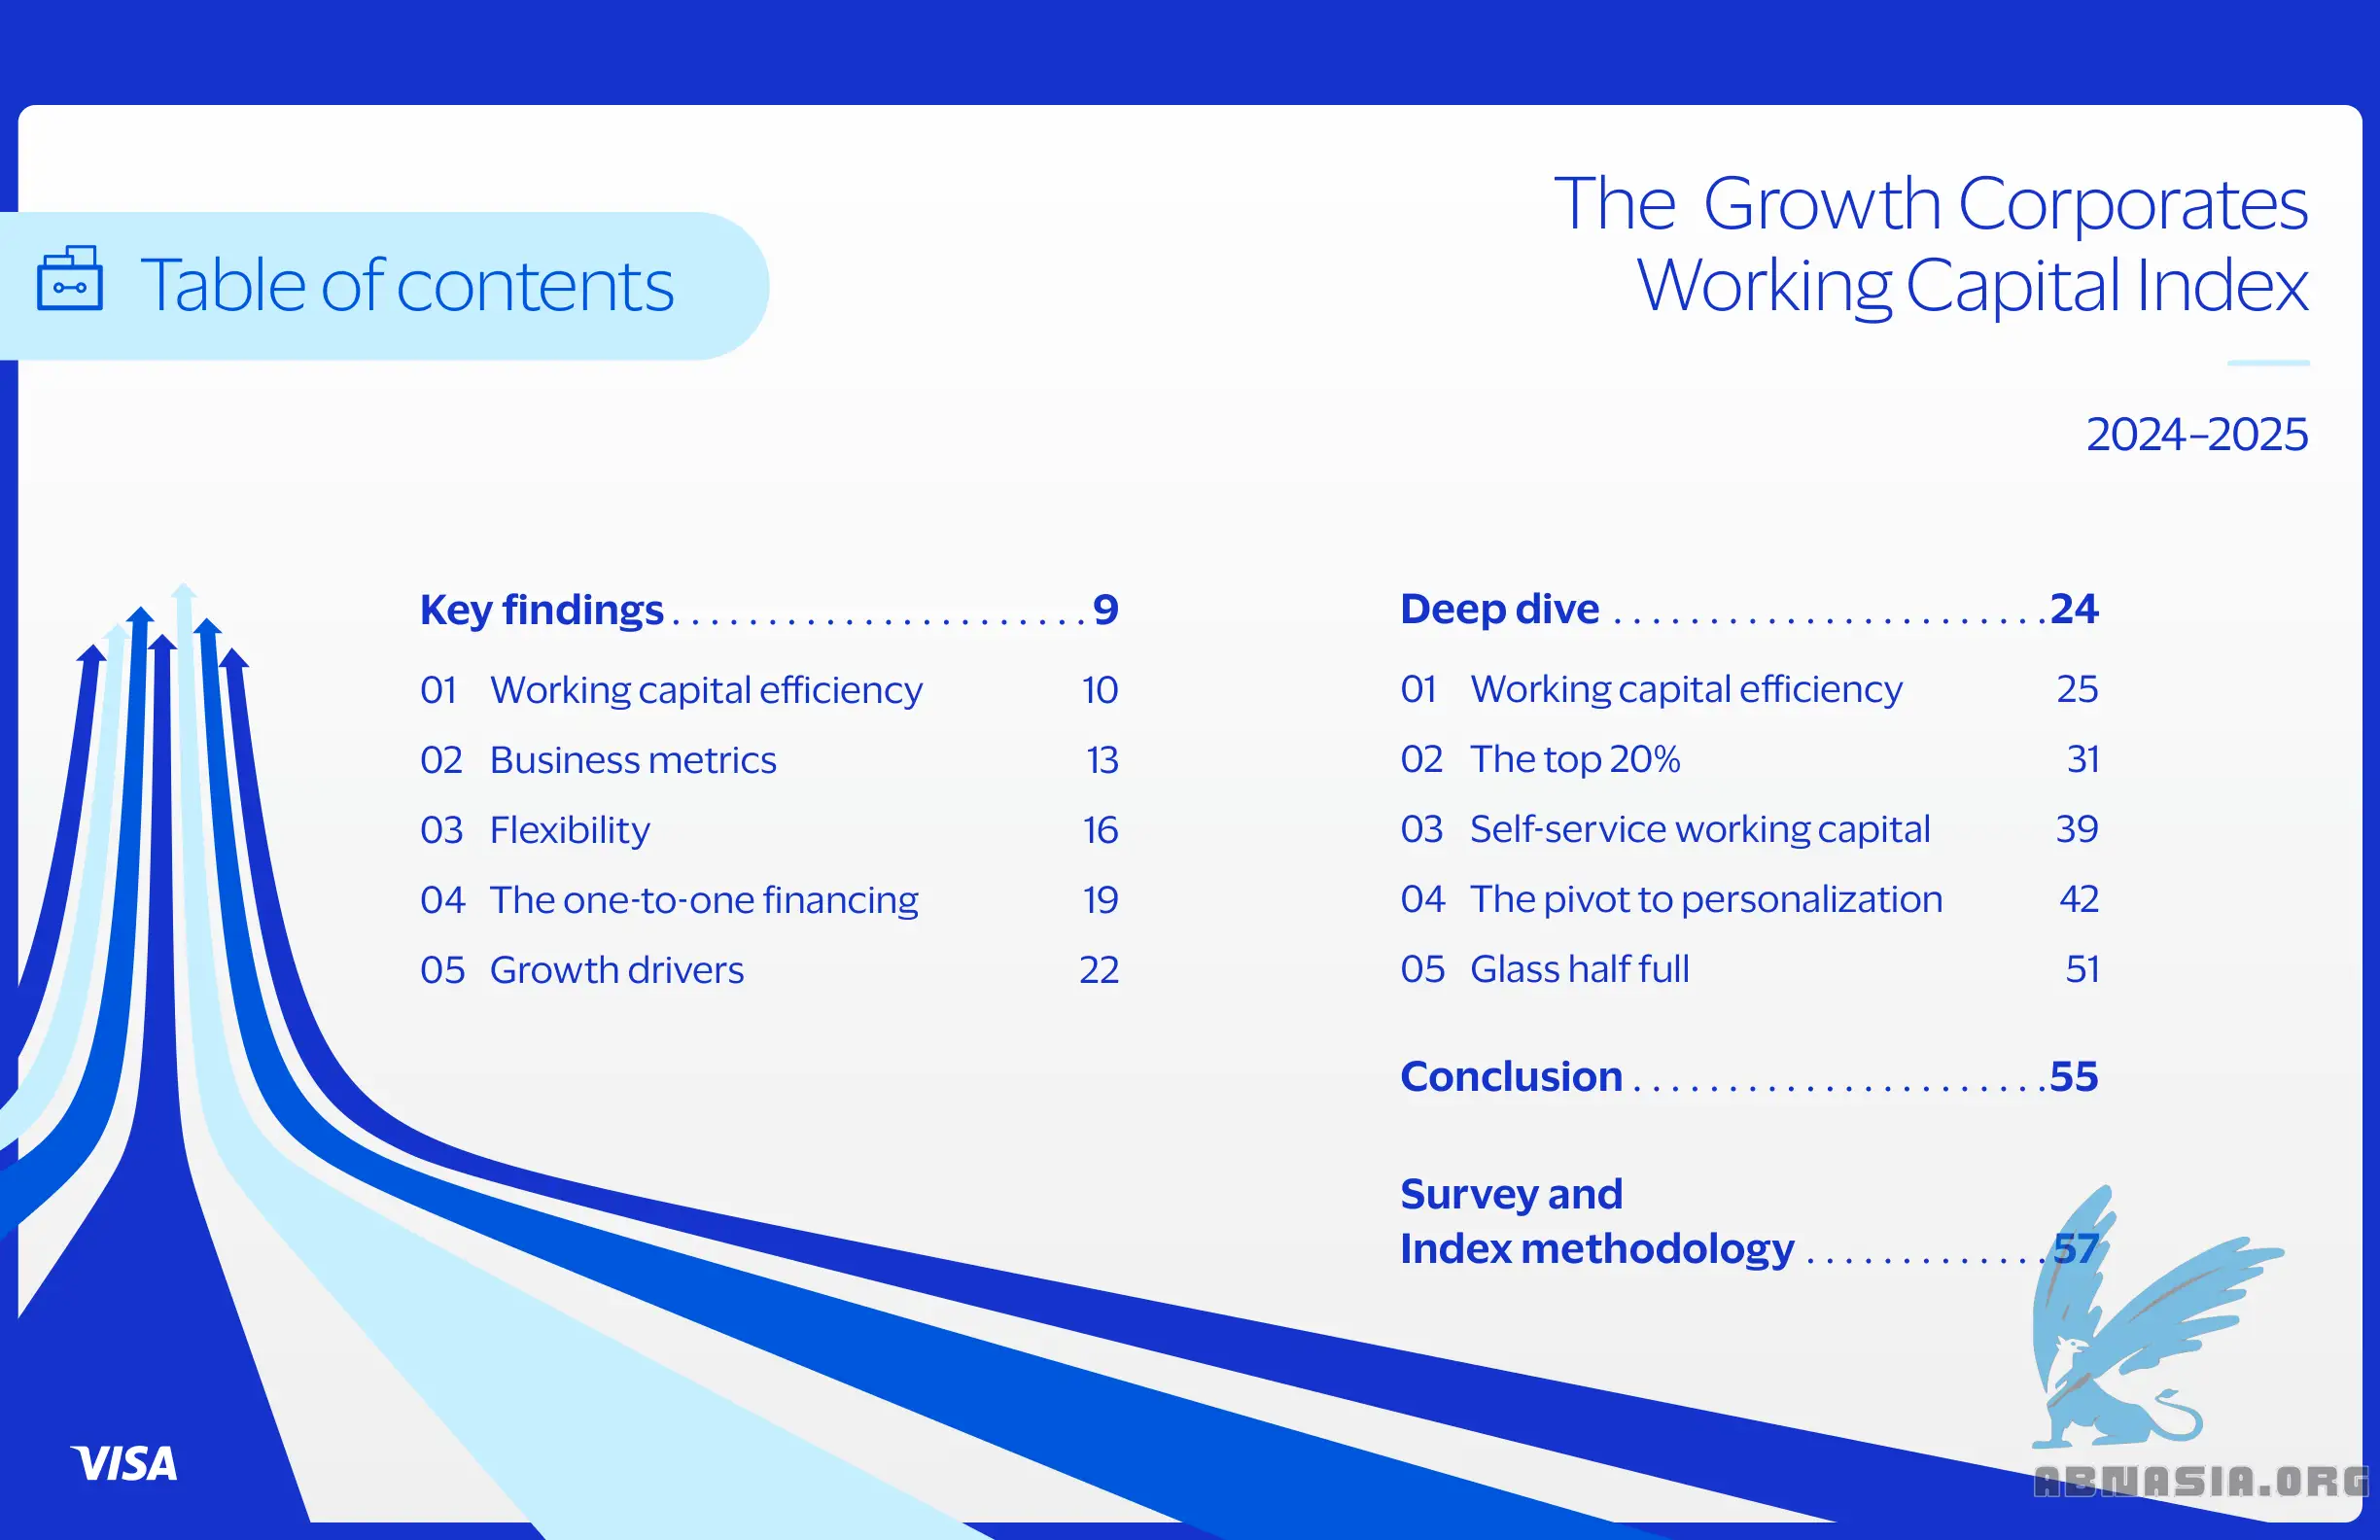 Table of contents
The Growth Corporates
Working Capital Index
2024–2025
Key findings . . . . . . . . . . . . . . . . . . . . . . 9
01 Working capital efficiency 10
02 Business metrics 13
03 Flexibility 16
04 The one-to-one financing 19
05 Growth drivers 22
Deep dive . . . . . . . . . . . . . . . . . . . . . . . 24
01 Working capital efficiency 25
02 The top 20% 31
03 Self-service working capital 39
04 The pivot to personalization 42
05 Glass half full 51
Conclusion . . . . . . . . . . . . . . . . . . . . . . 55
Survey and
Index methodology . . . . . . . . . . . . . 57
VISA
ABNASIA.ORG